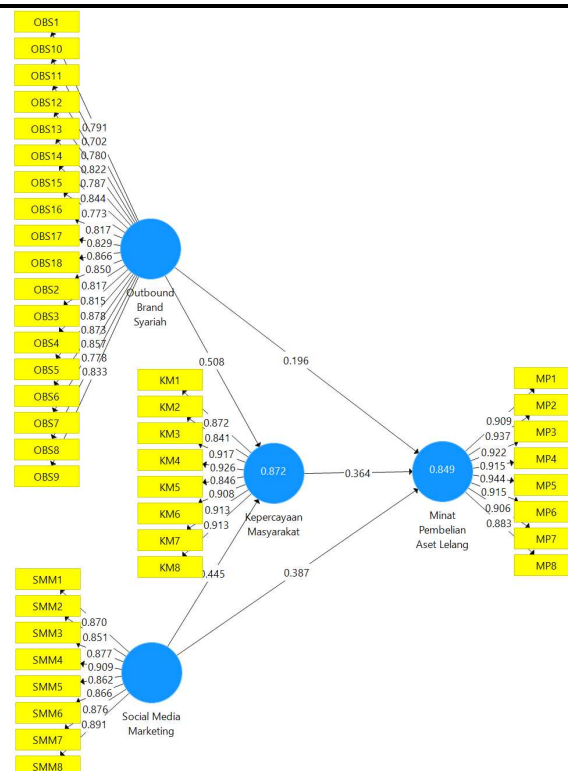 OBS1
OBS10
OBS11
OBS12
OBS13
OBS14
OBS15
OBS16
OBS17
OBS18
OBS2
OBS3
OBS4
OBS5
OBS6
OBS7
OBS8
OBS9
0.791
0.702
0.780
0.822
0.787
0.844
0.773
0.817
0.829
0.866
0.850
0.817
0.815
0.878
0.873
0.857
0.778
0.833
Outbound
Brand
Syariah
0.508
0.196
KM1
KM2
KM3
KM4
KM5
KM6
KM7
KM8
0.872
0.841
0.917
0.926
0.846
0.908
0.913
0.913
0.872
Kepercayaan
Masyarakat
0.364
0.849
Minat
Pembelian
Aset Lelang
MP1
MP2
MP3
MP4
MP5
MP6
MP7
MP8
0.909
0.937
0.922
0.915
0.944
0.915
0.906
0.883
0.445
0.387
SMM1
SMM2
SMM3
SMM4
SMM5
SMM6
SMM7
SMM8
0.870
0.851
0.877
0.909
0.862
0.866
0.876
0.891
Social Media
Marketing